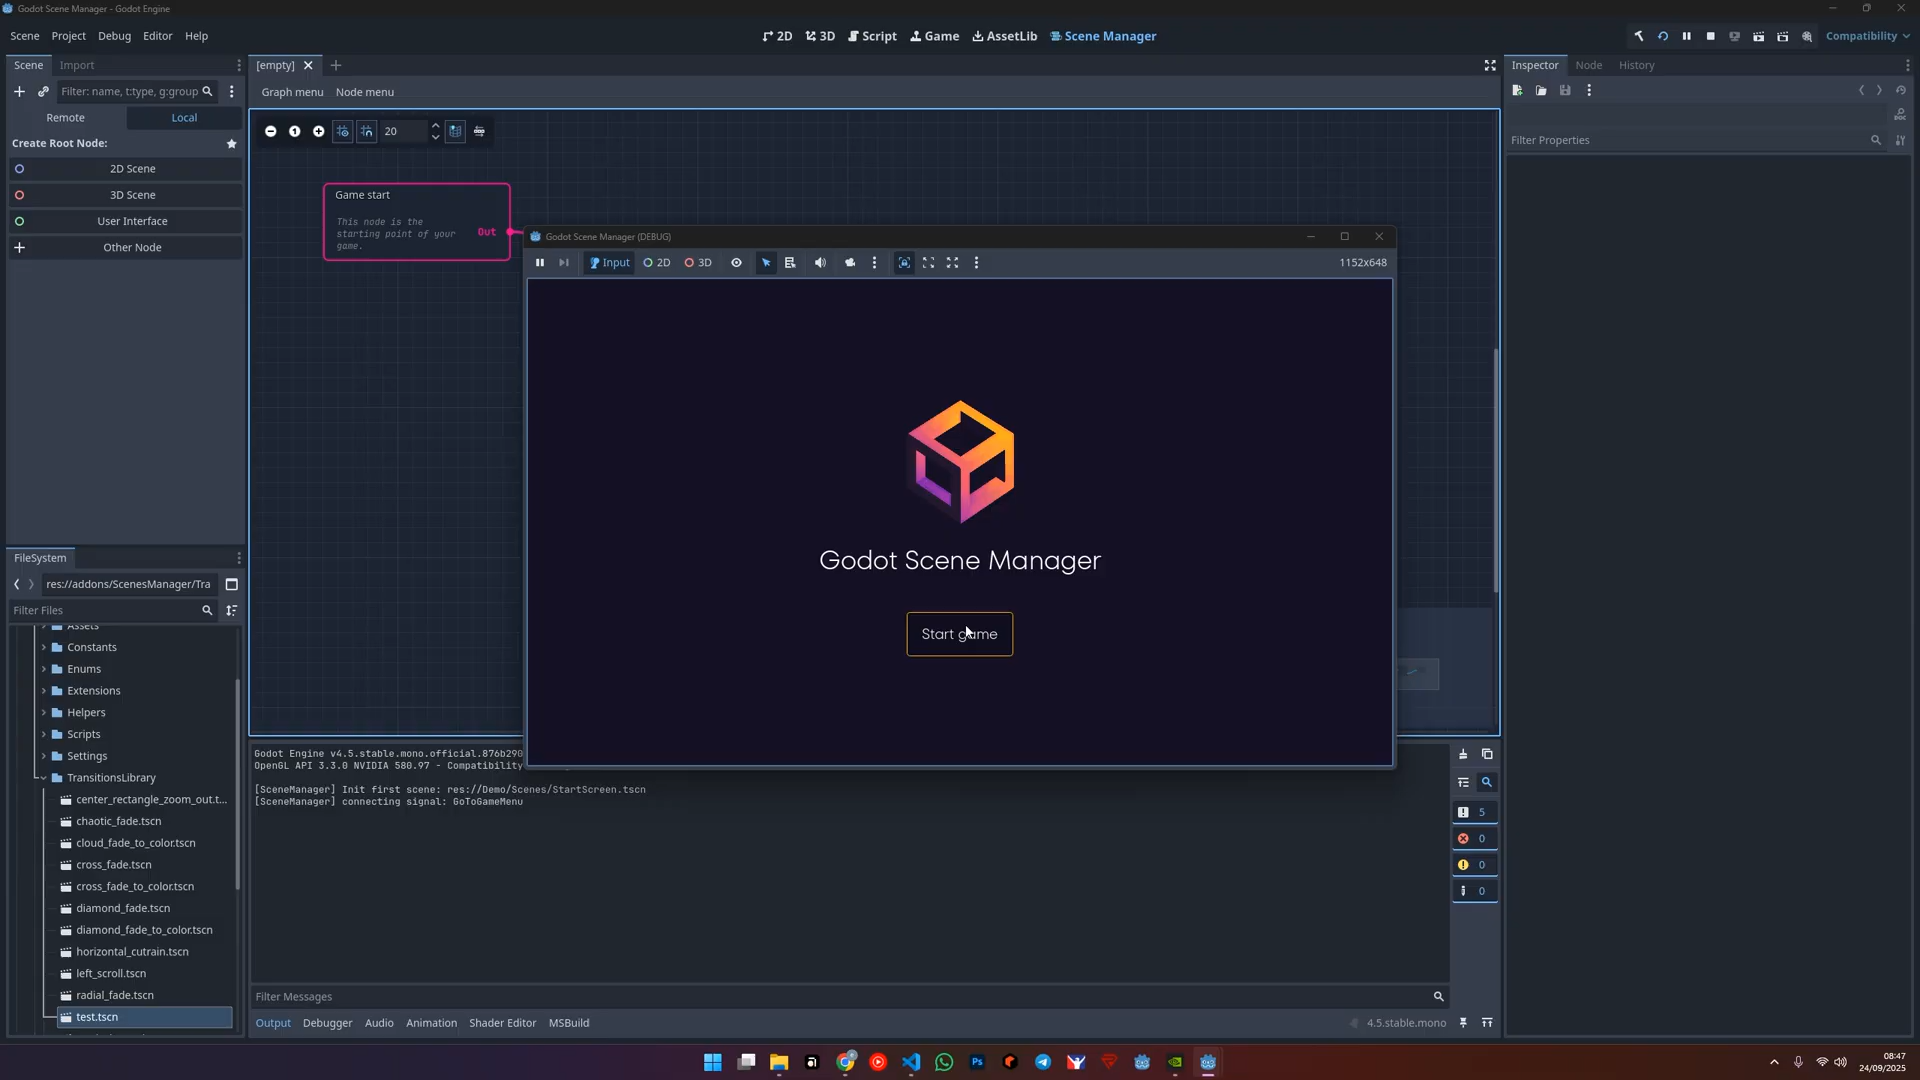 Godot Scene Manager - Godot Engine
Scene Project Debug Editor Help
2D 3D Script Game AssetLib Scene Manager
Compatibility
Scene Import
[empty]
Inspector Node History
Filter: name, t:type, g:group
Graph menu Node menu
Remote Local
20
Create Root Node:
Filter Properties
2D Scene
3D Scene
User Interface
Other Node
Game start
This node is the
starting point of your
game.
Out
Godot Scene Manager (DEBUG)
Input 2D 3D
1152x648
Godot Scene Manager
Start game
FileSystem
res://addons/ScenesManager/Tra
Filter Files
Assets
Constants
Enums
Extensions
Helpers
Scripts
Settings
TransitionsLibrary
center_rectangle_zoom_out.t...
chaotic_fade.tscn
cloud_fade_to_color.tscn
cross_fade.tscn
cross_fade_to_color.tscn
diamond_fade.tscn
diamond_fade_to_color.tscn
horizontal_cutrain.tscn
left_scroll.tscn
radial_fade.tscn
test.tscn
Godot Engine v4.5.stable.mono.official.876b290
OpenGL API 3.3.0 NVIDIA 580.97 - Compatibility
[SceneManager] Init first scene: res://Demo/Scenes/StartScreen.tscn
[SceneManager] connecting signal: GoToGameMenu
5
0
0
0
Filter Messages
Output Debugger Audio Animation Shader Editor MSBuild
4.5.stable.mono
08:47
24/09/2025